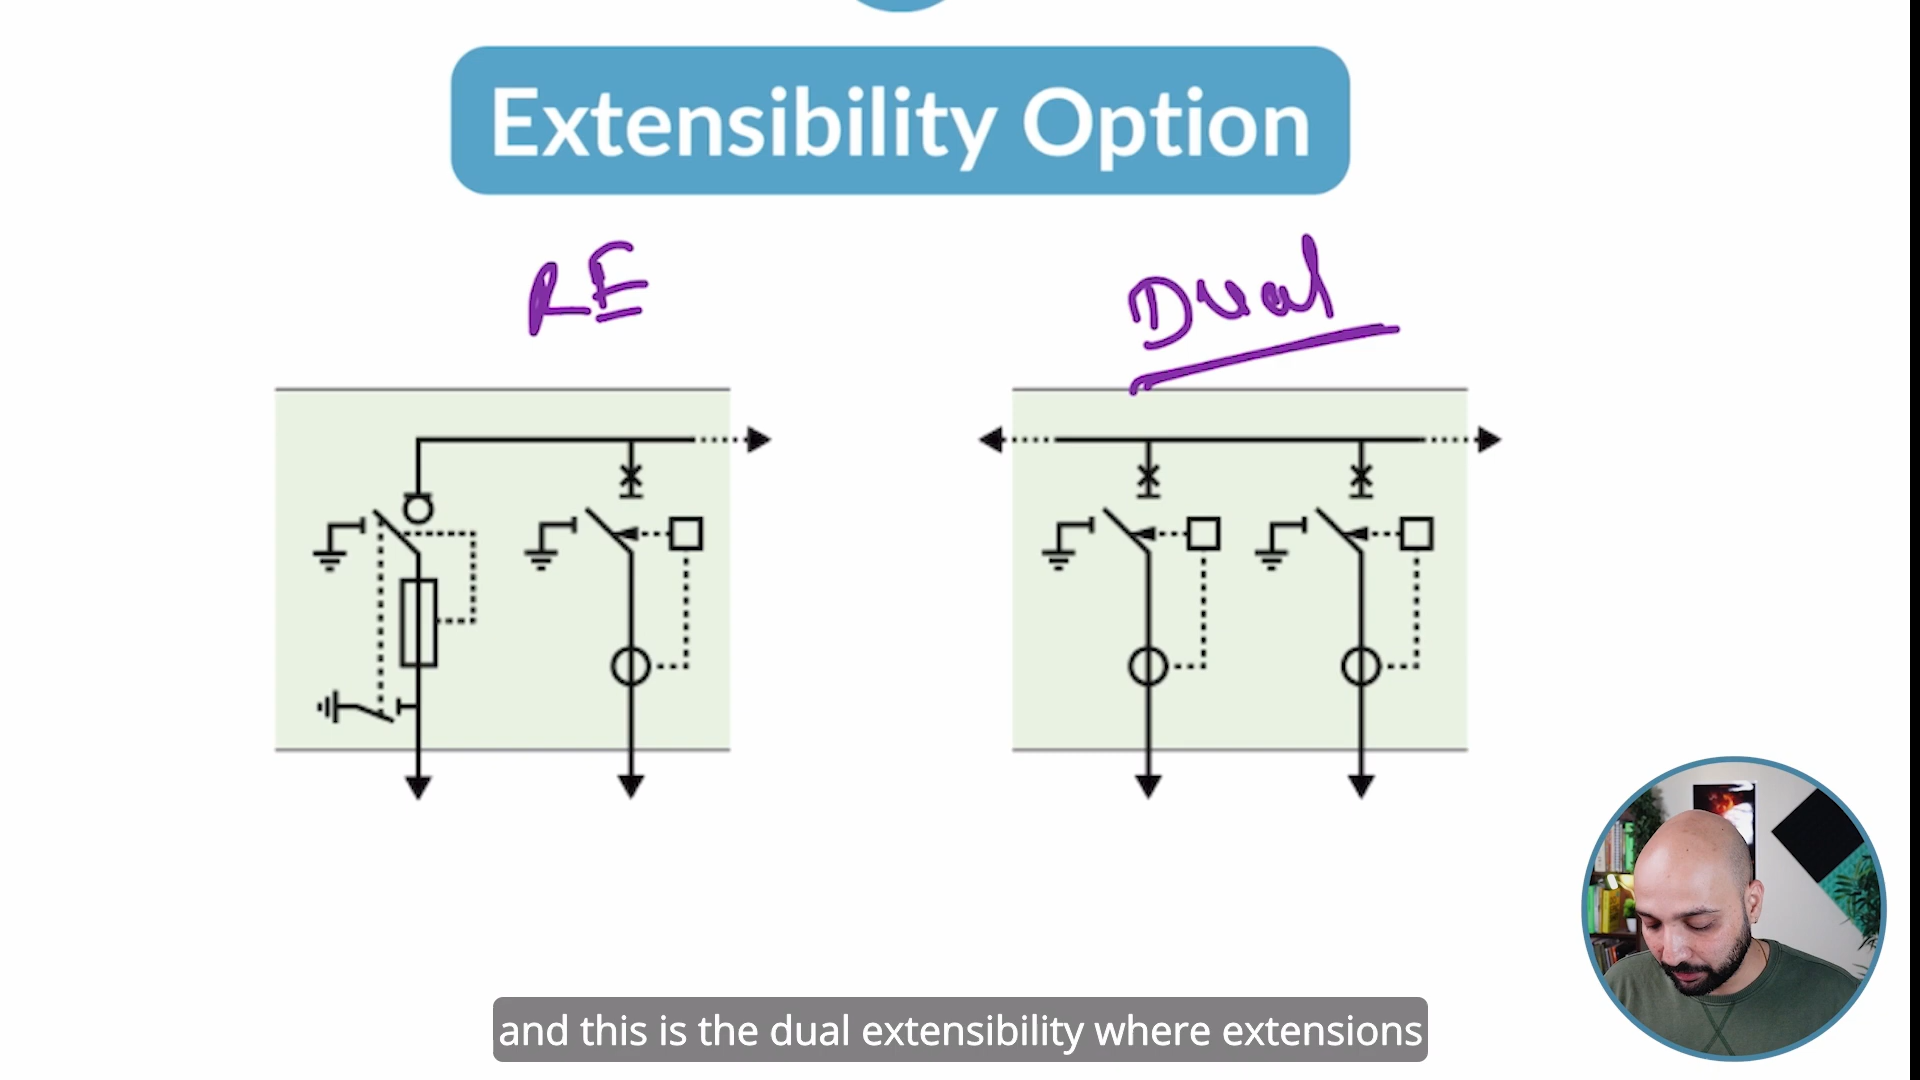 Extensibility Option
RE
Dual
and this is the dual extensibility where extensions